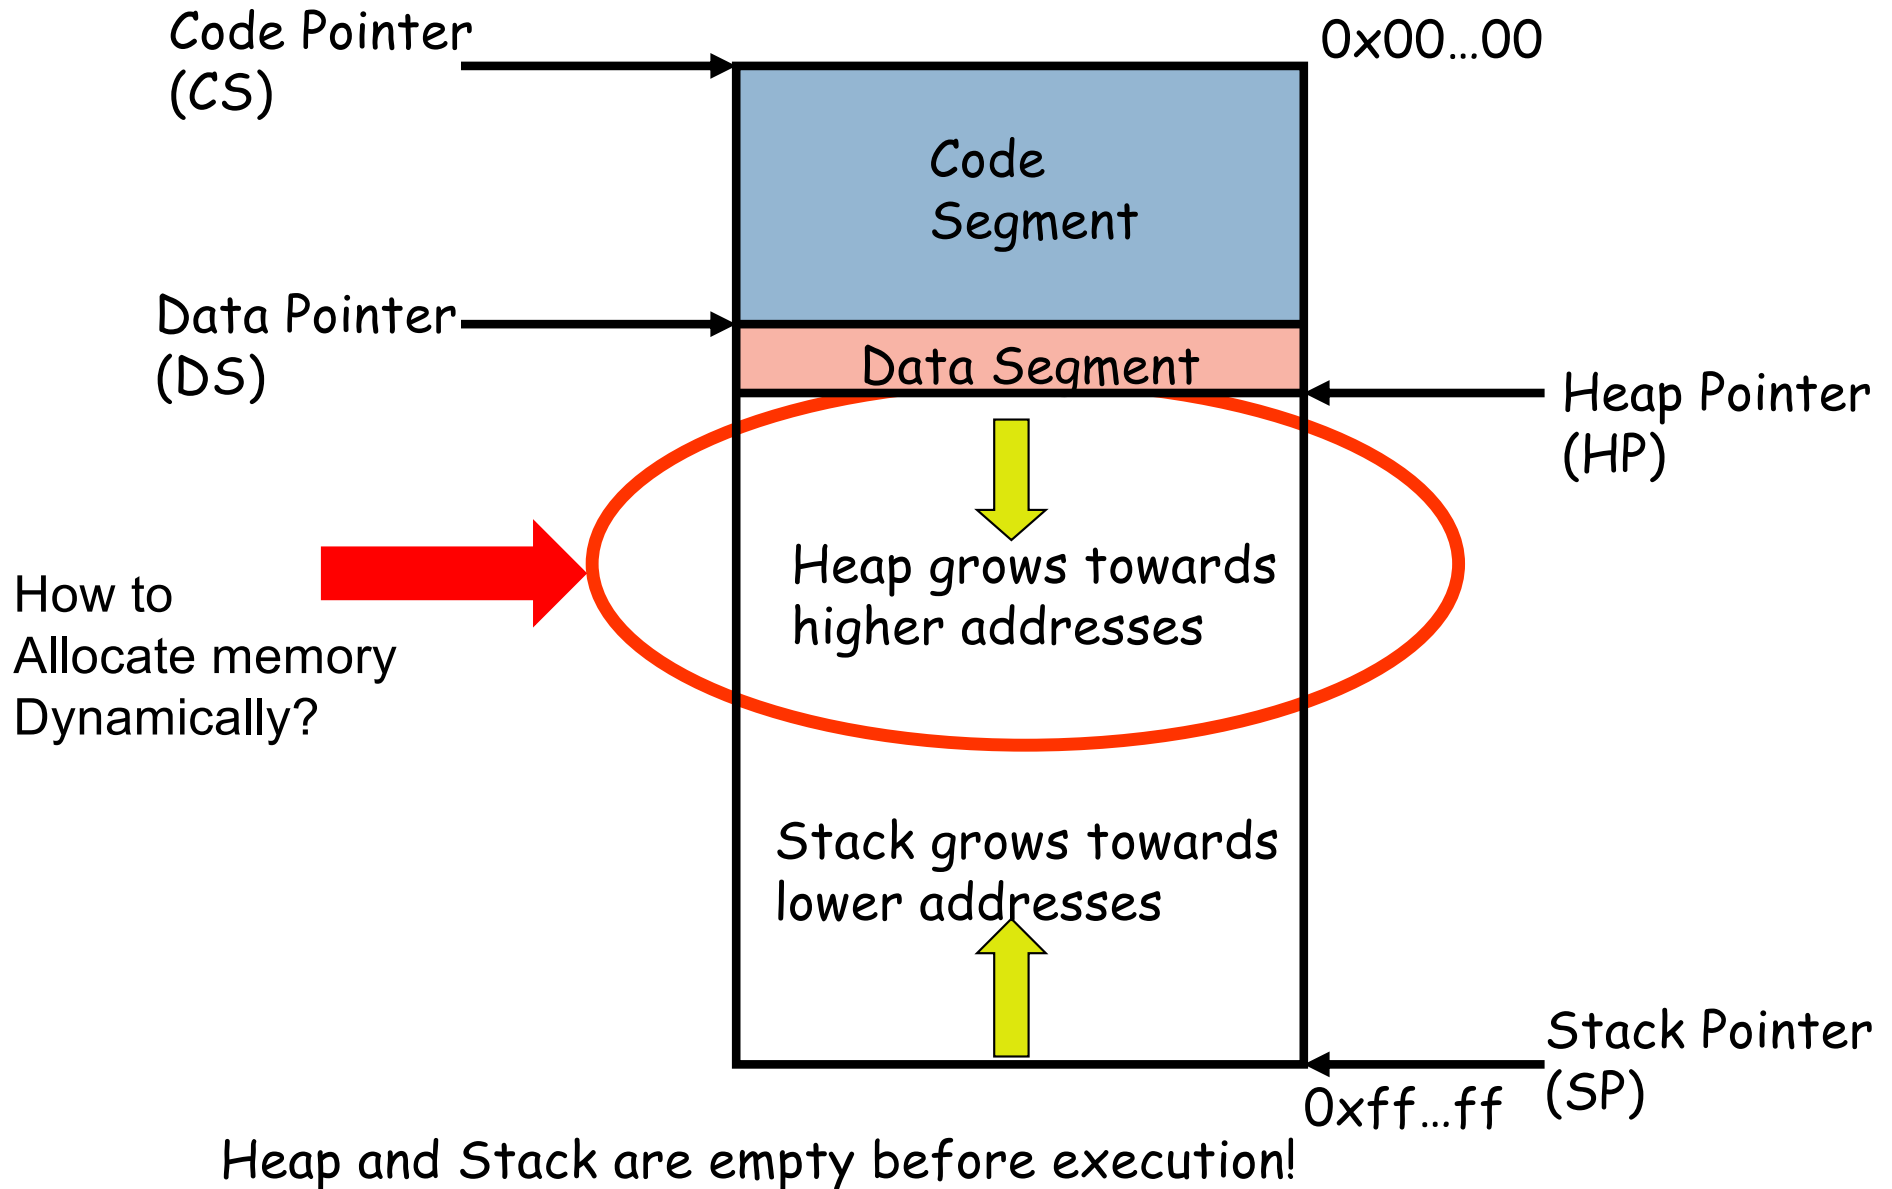 Code Pointer
(CS)
0x00...00
Code
Segment
Data Pointer
(DS)
Data Segment
Heap Pointer
(HP)
Heap grows towards
higher addresses
How to
Allocate memory
Dynamically?
Stack grows towards
lower addresses
Stack Pointer
(SP)
0xff...ff
Heap and Stack are empty before execution!